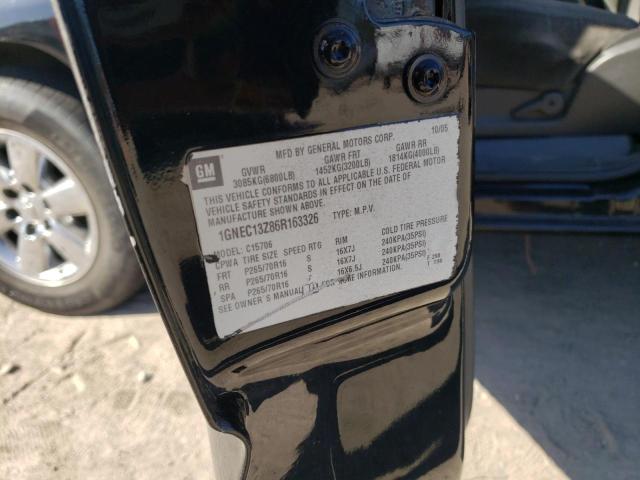 GM
MFD BY GENERAL MOTORS CORP. 10/05
GVWR GAWR FRT GAWR RR
3085KG(6800LB) 1452KG(3200LB) 1814KG(4000LB)
THIS VEHICLE CONFORMS TO ALL APPLICABLE U.S. FEDERAL MOTOR
VEHICLE SAFETY STANDARDS IN EFFECT ON THE DATE OF
MANUFACTURE SHOWN ABOVE.
1GNEC13Z86R163326 TYPE: M.P.V.
MODEL: C15706
CPWA TIRE SIZE SPEED RTG RIM COLD TIRE PRESSURE
FRT P265/70R16 S 16X7J 240KPA(35PSI)
RR P265/70R16 S 16X7J 240KPA(35PSI)
SPA P265/70R16 16X6.5J 240KPA(35PSI)
SEE OWNER'S MANUAL FOR MORE INFORMATION.